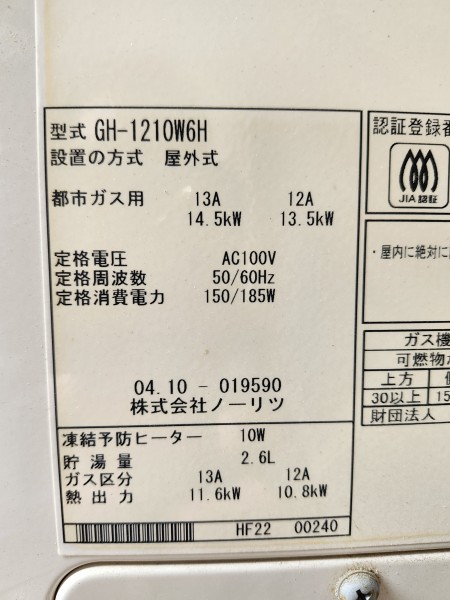 型式 GH-1210W6H
設置の方式 屋外式
都市ガス用 13A 12A
14.5kW 13.5kW
定格電圧 AC100V
定格周波数 50/60Hz
定格消費電力 150/185W
04.10 - 019590
株式会社ノーリツ
凍結予防ヒーター 10W
貯湯量 2.6L
ガス区分 13A 12A
熱出力 11.6kW 10.8kW
HF22 00240
認証登録番
JIA 認証
・屋内に絶対に
ガス機
可燃物か
上方
30以上 15
財団法人